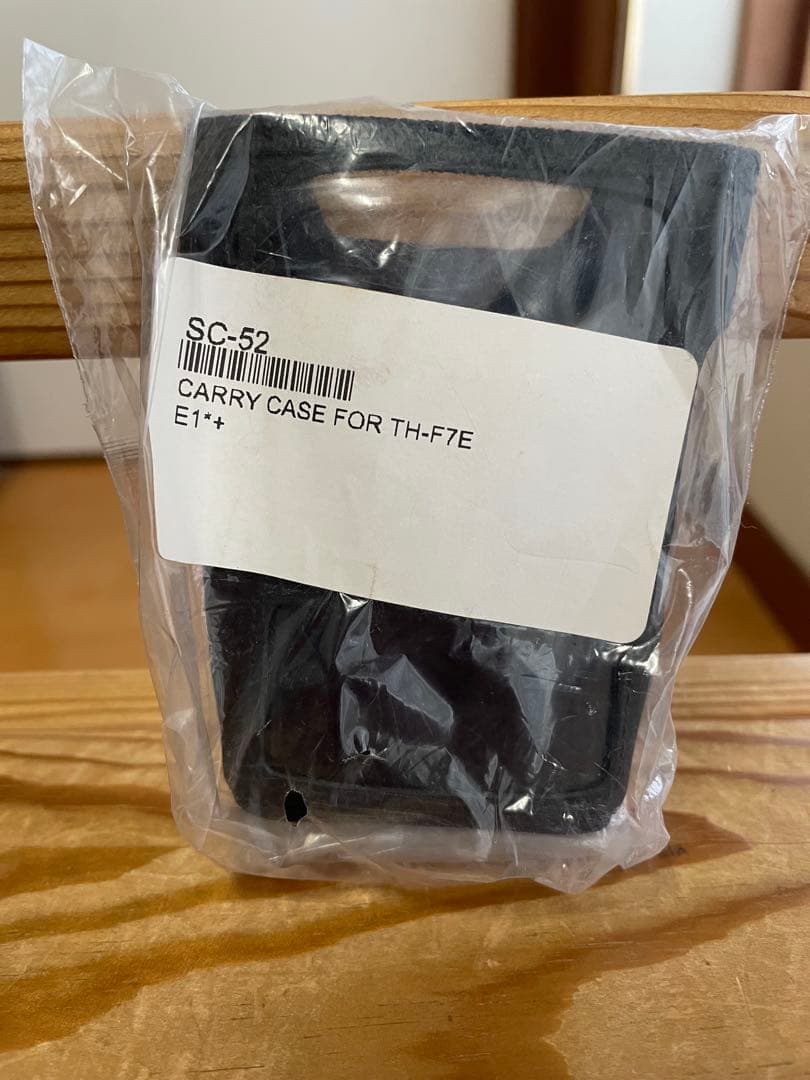 SC-52
CARRY CASE FOR TH-F7E
E1*+